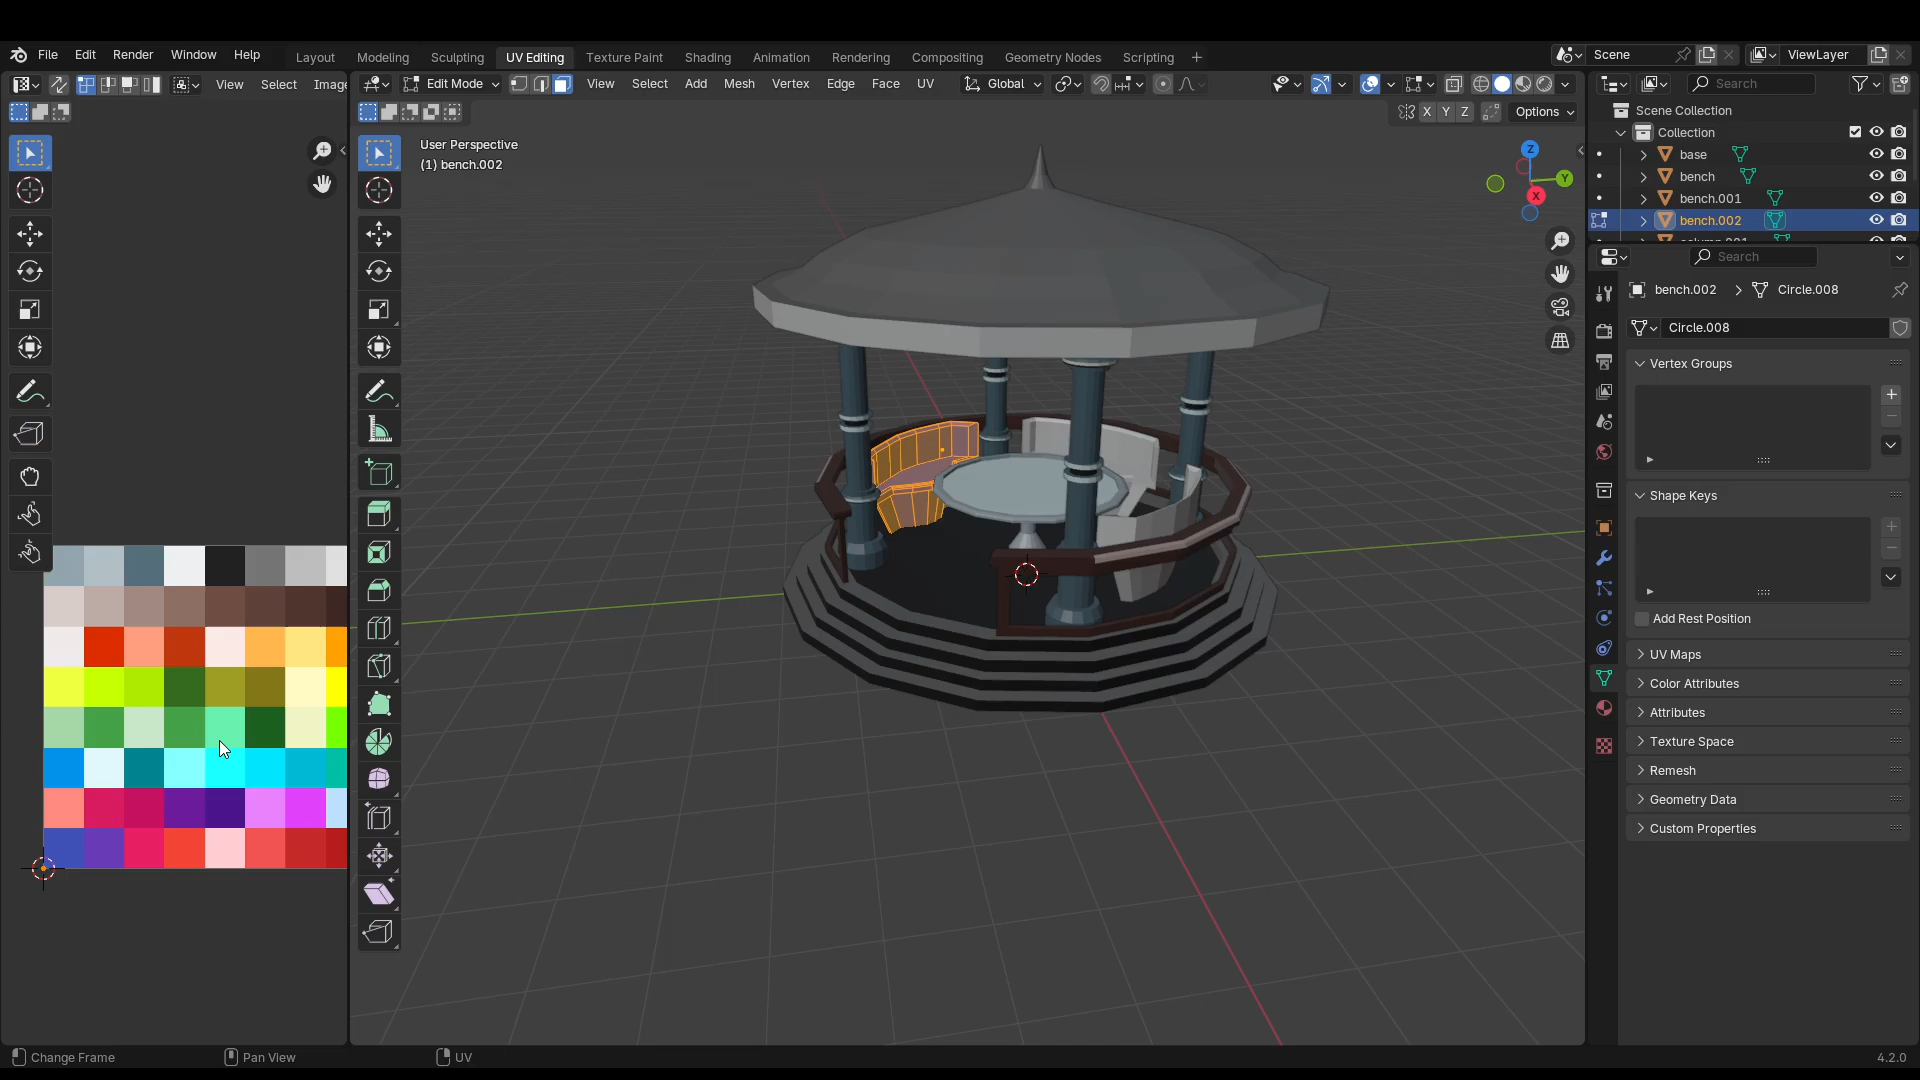 File Edit Render Window Help Layout Modeling Sculpting UV Editing Texture Paint Shading Animation Rendering Compositing Geometry Nodes Scripting + Scene ViewLayer
View Select Imag Edit Mode View Select Add Mesh Vertex Edge Face UV Global Search
X Y Z Options Scene Collection
Collection
User Perspective
(1) bench.002
base
bench
bench.001
bench.002
Z
Y
X
Search
bench.002 Circle.008
Circle.008
Vertex Groups
Shape Keys
Add Rest Position
UV Maps
Color Attributes
Attributes
Texture Space
Remesh
Geometry Data
Custom Properties
Change Frame Pan View UV 4.2.0